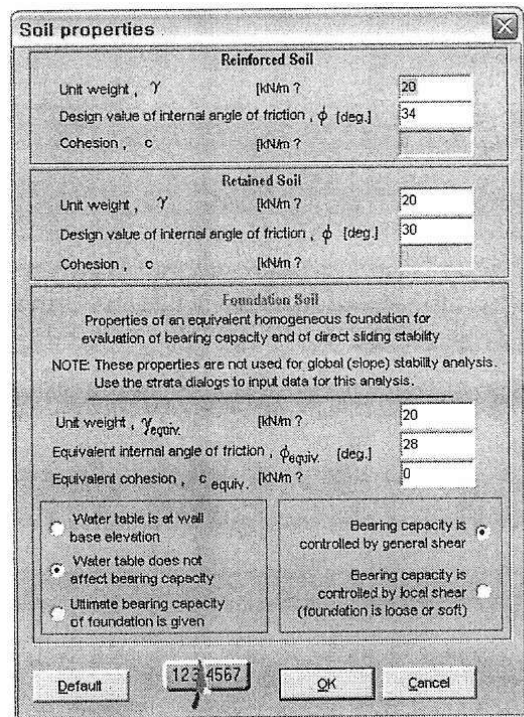 Soil properties
Reinforced Soil
Unit weight, γ [kN/m ? 20
Design value of internal angle of friction, ϕ [deg.] 34
Cohesion, c [kN/m ? 0
Retained Soil
Unit weight, γ [kN/m ? 20
Design value of internal angle of friction, ϕ [deg.] 30
Cohesion, c [kN/m ?
Foundation Soil
Properties of an equivalent homogeneous foundation for
evaluation of bearing capacity and of direct sliding stability
NOTE: These properties are not used for global (slope) stability analysis.
Use the strata dialogs to input data for this analysis.
Unit weight, γequiv. [kN/m ? 20
Equivalent internal angle of friction, ϕequiv. [deg.] 28
Equivalent cohesion, c equiv. [kN/m ? 0
Water table is at wall
base elevation
Water table does not
affect bearing capacity
Ultimate bearing capacity
of foundation is given
Bearing capacity is
controlled by general shear
Bearing capacity is
controlled by local shear
(foundation is loose or soft)
Default
123 4567
OK
Cancel